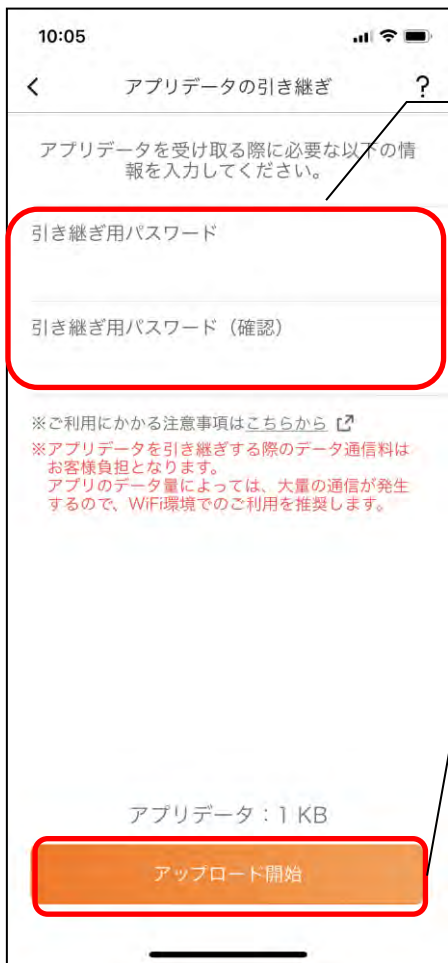 10:05
アプリデータの引き継ぎ ?
アプリデータを受け取る際に必要な以下の情
報を入力してください。
引き継ぎ用パスワード
引き継ぎ用パスワード（確認）
※ご利用にかかる注意事項はこちらから
※アプリデータを引き継ぎする際のデータ通信料は
お客様負担となります。
アプリのデータ量によっては、大量の通信が発生
するので、WiFi環境でのご利用を推奨します。
アプリデータ：1 KB
アップロード開始